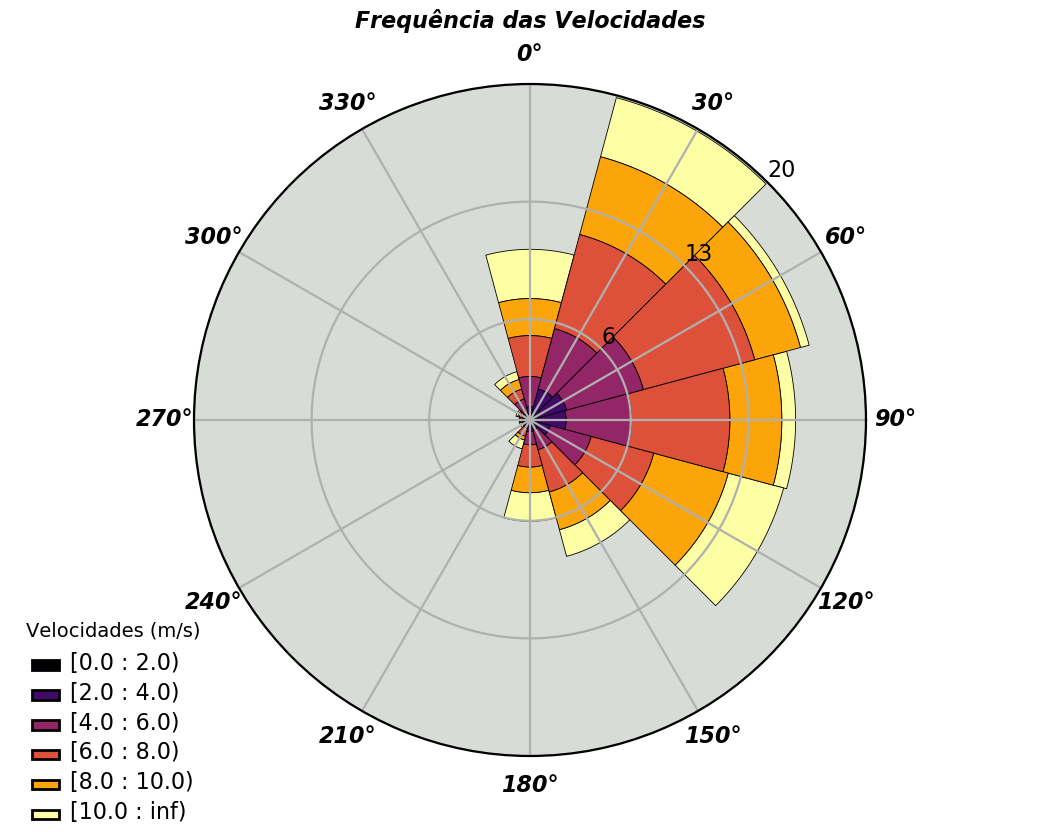 Frequência das Velocidades
0°
330°
30°
20
300°
60°
13
6
270°
90°
240°
120°
210°
150°
180°
Velocidades (m/s)
[0.0 : 2.0)
[2.0 : 4.0)
[4.0 : 6.0)
[6.0 : 8.0)
[8.0 : 10.0)
[10.0 : inf)